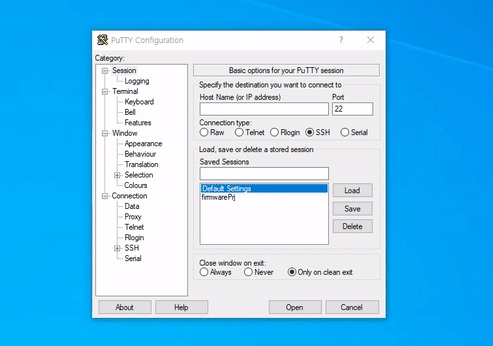 PuTTY Configuration
Category:
Session
Logging
Terminal
Keyboard
Bell
Features
Window
Appearance
Behaviour
Translation
Selection
Colours
Connection
Data
Proxy
Telnet
Rlogin
SSH
Serial
Basic options for your PuTTY session
Specify the destination you want to connect to
Host Name (or IP address) Port
22
Connection type:
Raw Telnet Rlogin SSH Serial
Load, save or delete a stored session
Saved Sessions
Default Settings
firmwarePrj
Load
Save
Delete
Close window on exit:
Always Never Only on clean exit
About Help Open Cancel